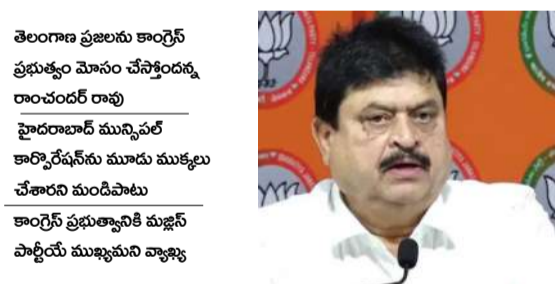 తెలంగాణ ప్రజలను కాంగ్రెస్
ప్రభుత్వం మోసం చేస్తోందన్న
రాంచందర్ రావు
హైదరాబాద్ మున్సిపల్
కార్పొరేషన్‌ను మూడు ముక్కలు
చేశారని మండిపాటు
కాంగ్రెస్ ప్రభుత్వానికి మజ్లిస్
పార్టీయే ముఖ్యమని వ్యాఖ్య